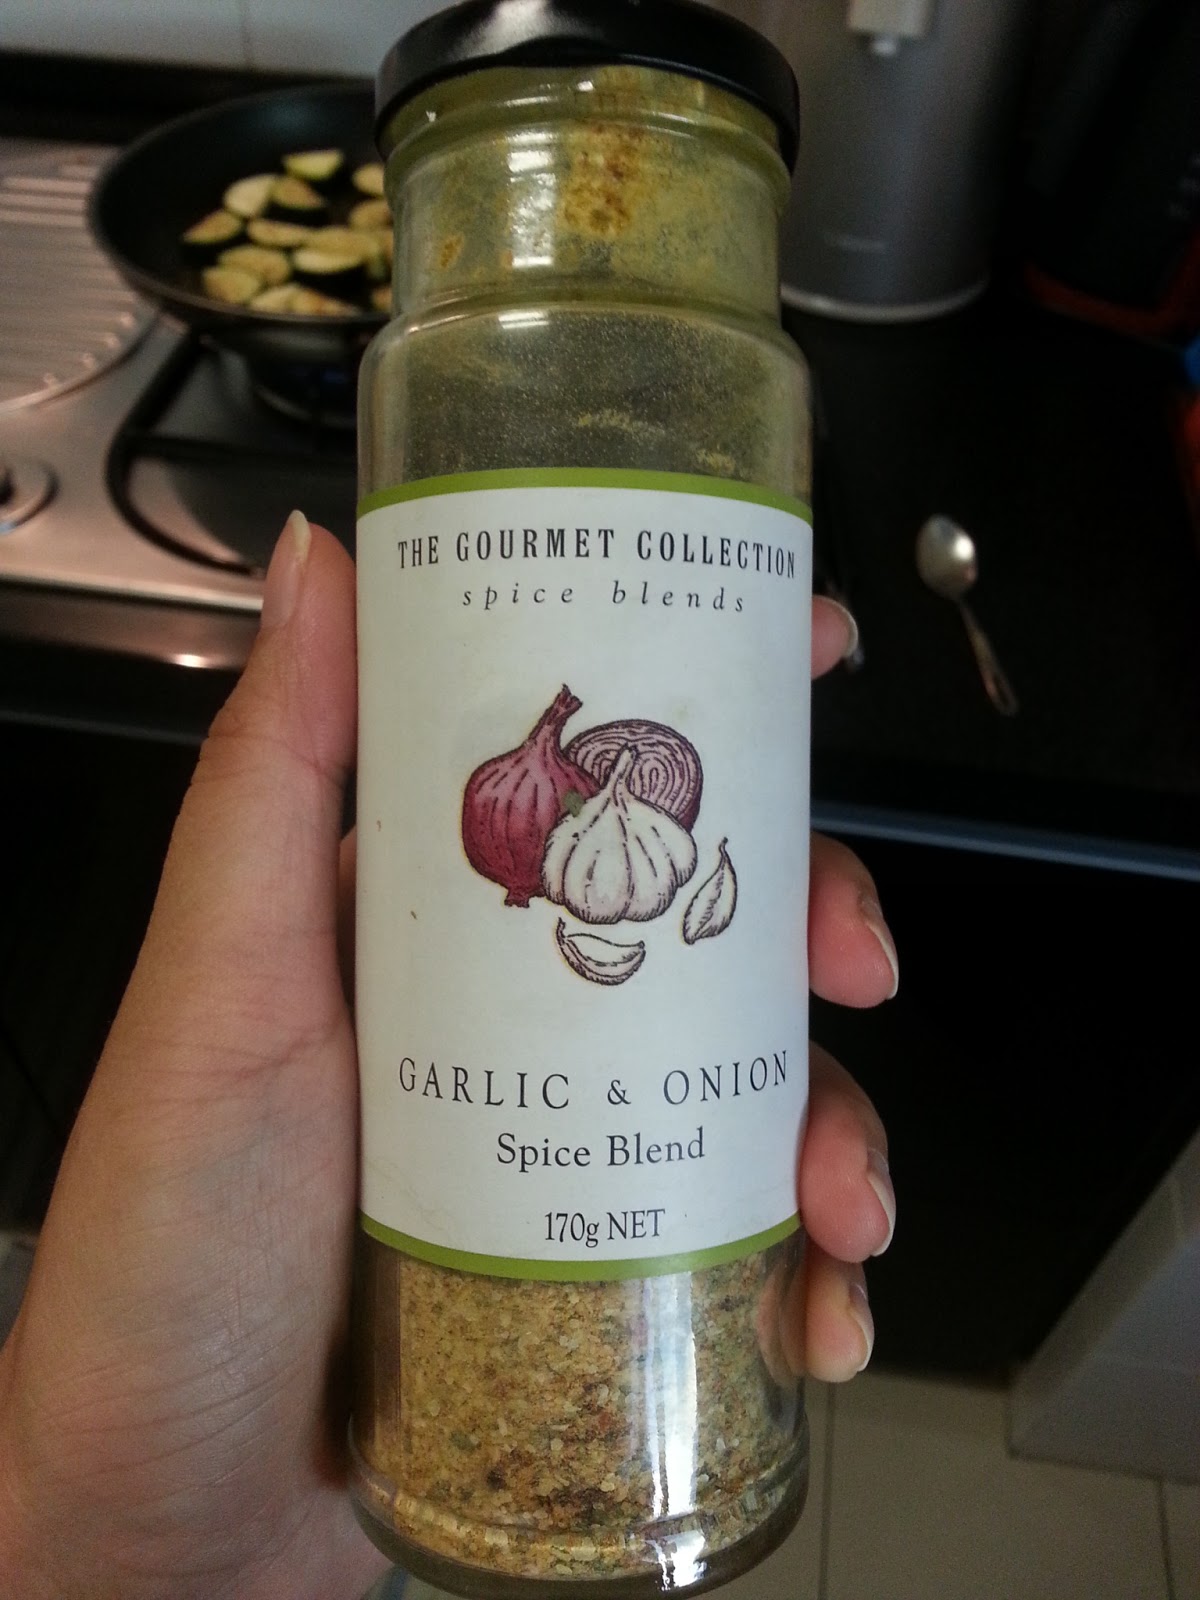 THE GOURMET COLLECTION
spice blends
GARLIC & ONION
Spice Blend
170g NET